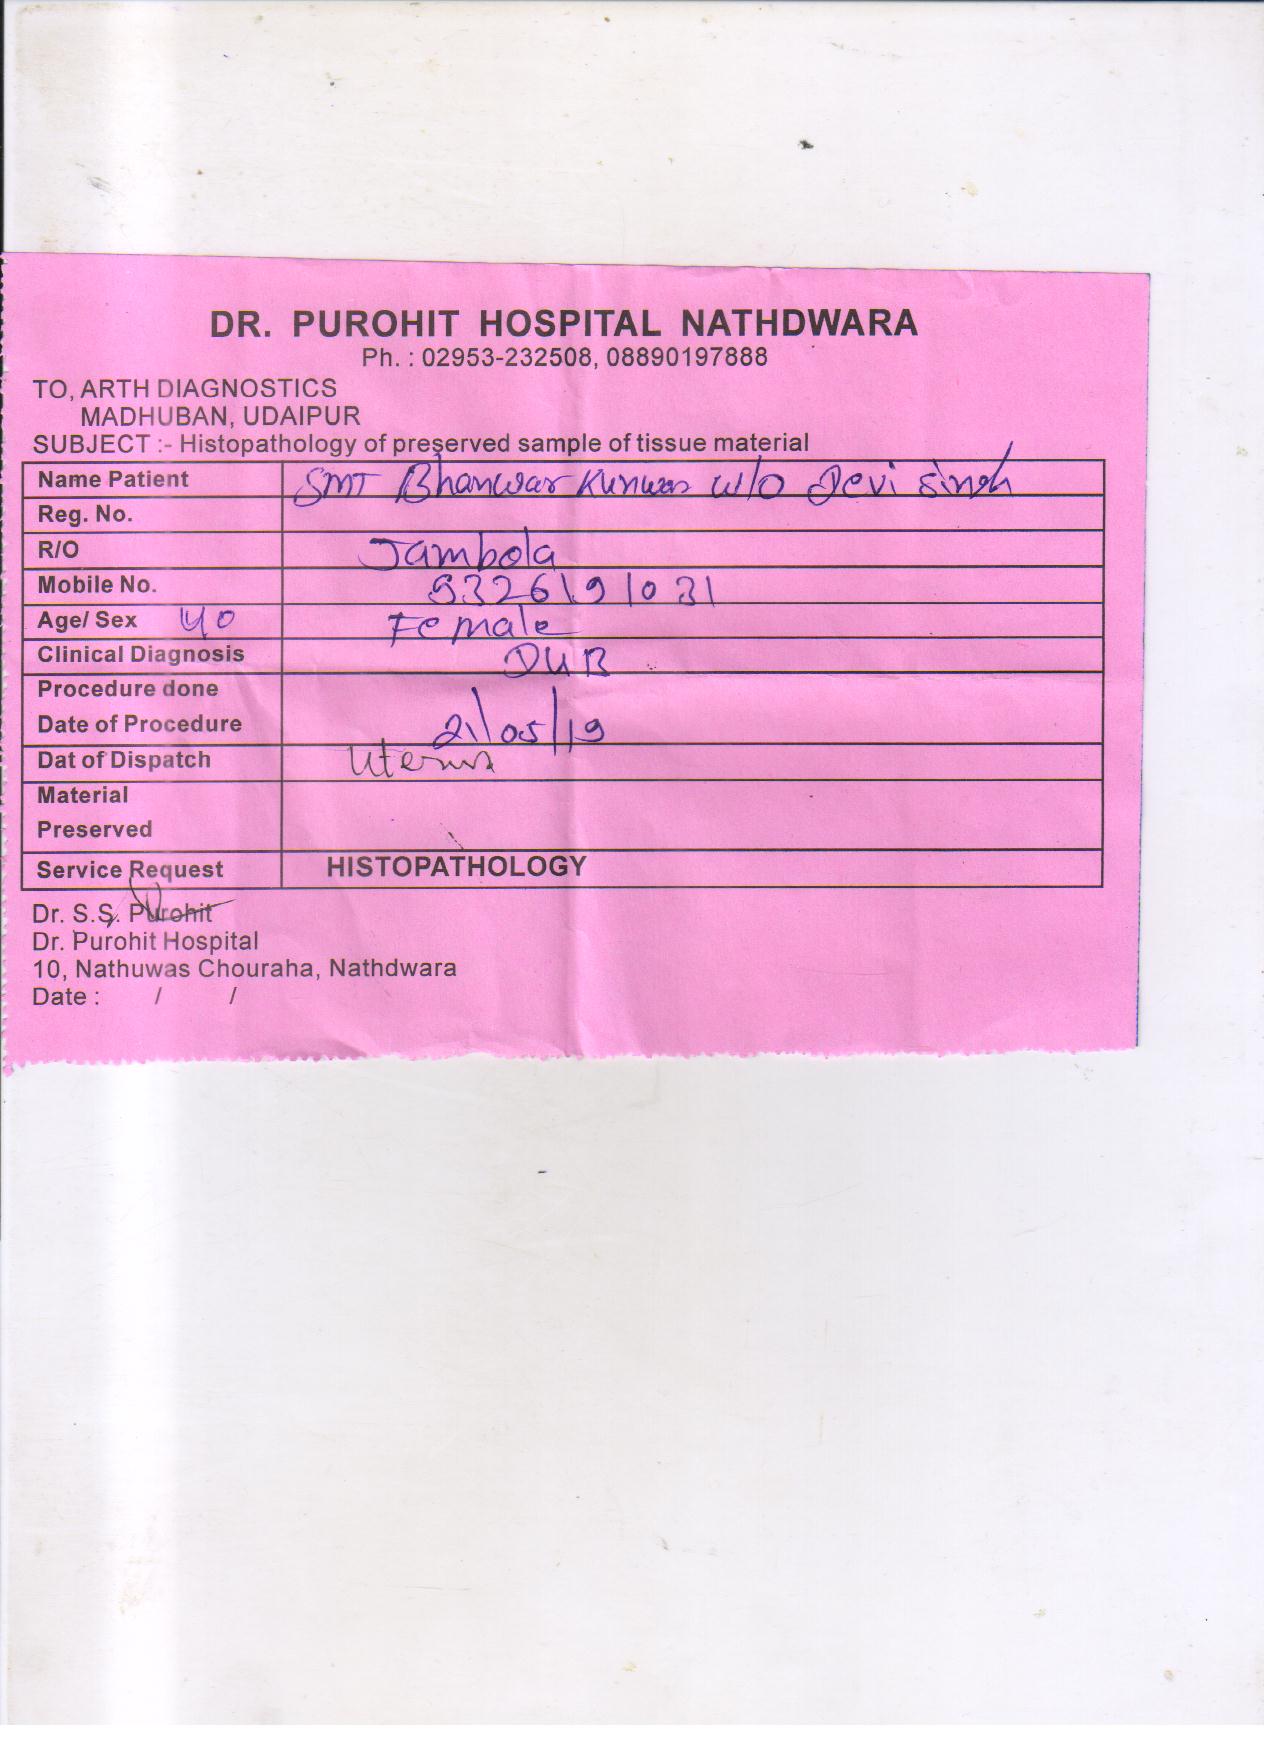 DR. PUROHIT HOSPITAL NATHDWARA
Ph. : 02953-232508, 08890197888
TO, ARTH DIAGNOSTICS
MADHUBAN, UDAIPUR
SUBJECT :- Histopathology of preserved sample of tissue material
Name Patient SMT Bhanwar Kunwar w/o Devi Singh
Reg. No.
R/O Jambola
Mobile No. 9326191031
Age/ Sex 40 Female
Clinical Diagnosis DUB
Procedure done
Date of Procedure 21/05/19
Dat of Dispatch Uterus
Material
Preserved
Service Request HISTOPATHOLOGY
Dr. S.S. Purohit
Dr. Purohit Hospital
10, Nathuwas Chouraha, Nathdwara
Date : / /